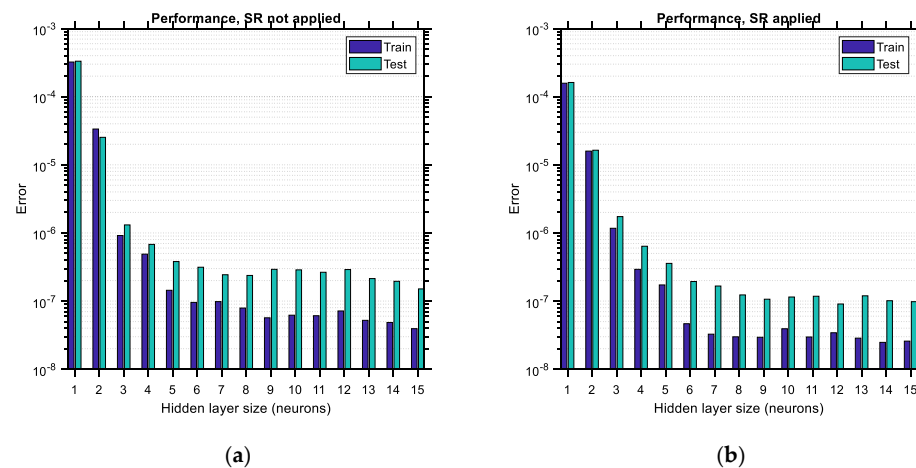 Performance, SR not applied
10^-3
10^-4
10^-5
10^-6
10^-7
10^-8
Error
Train
Test
1 2 3 4 5 6 7 8 9 10 11 12 13 14 15
Hidden layer size (neurons)
(a)
Performance, SR applied
10^-3
10^-4
10^-5
10^-6
10^-7
10^-8
Error
Train
Test
1 2 3 4 5 6 7 8 9 10 11 12 13 14 15
Hidden layer size (neurons)
(b)